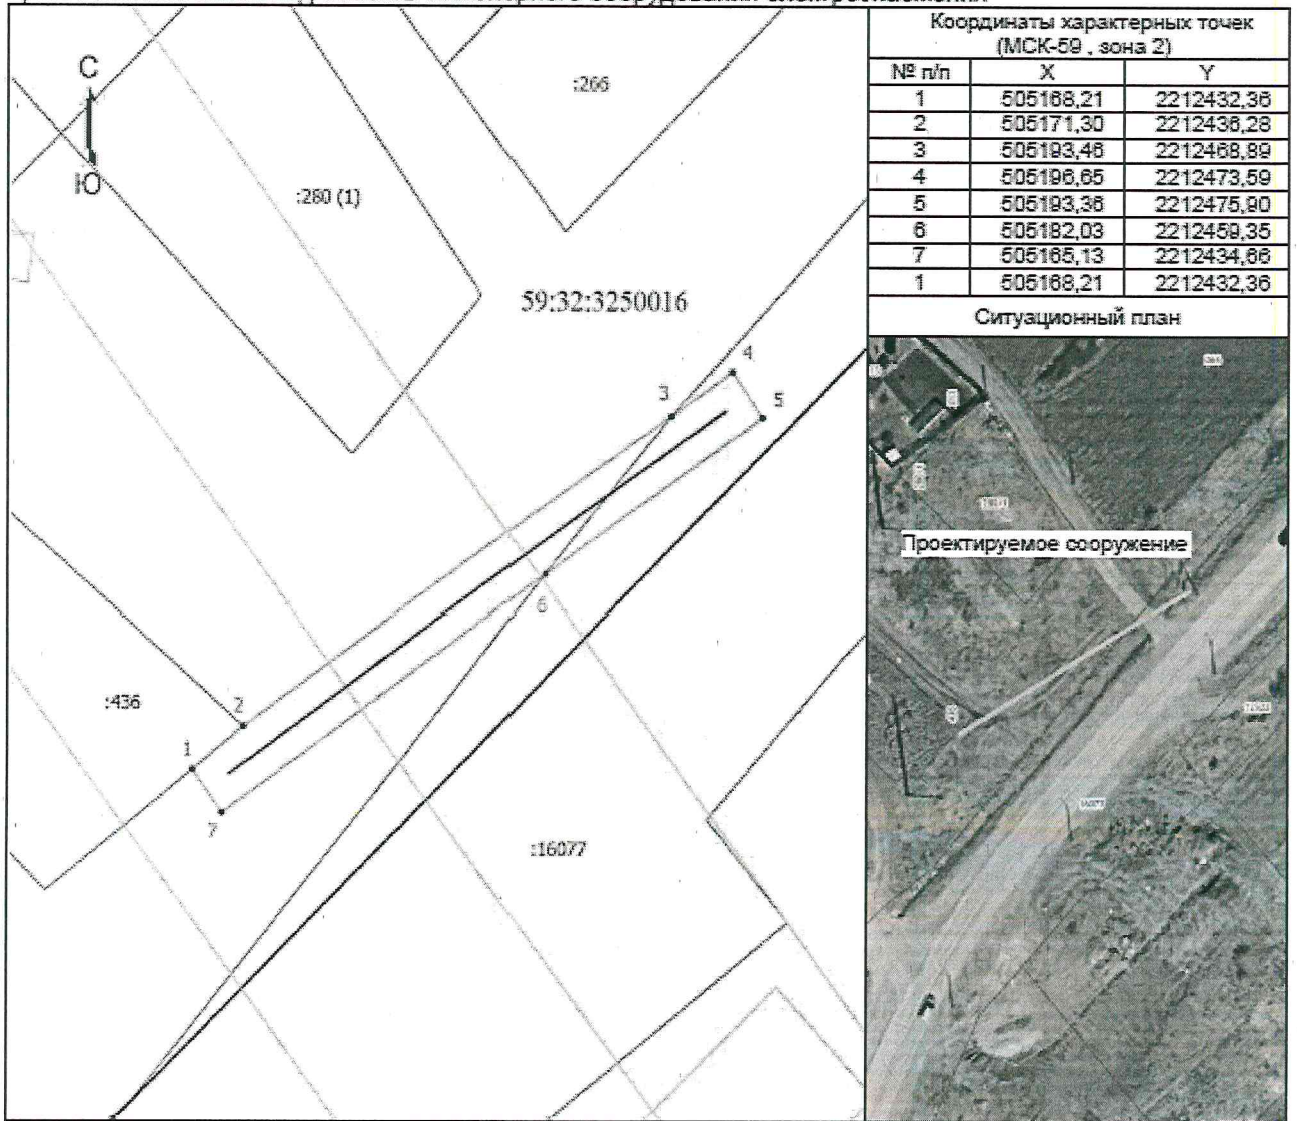 оборудования электроснабжения
С
Ю
:266
:280 (1)
59:32:3250016
4
3
5
6
:436
2
1
7
:16077
Координаты характерных точек
(МСК-59 , зона 2)
№ п/п X Y
1 505168,21 2212432,36
2 505171,30 2212436,28
3 505193,46 2212468,89
4 505196,65 2212473,59
5 505193,36 2212475,90
6 505182,03 2212459,35
7 505165,13 2212434,66
1 505168,21 2212432,36
Ситуационный план
Проектируемое сооружение